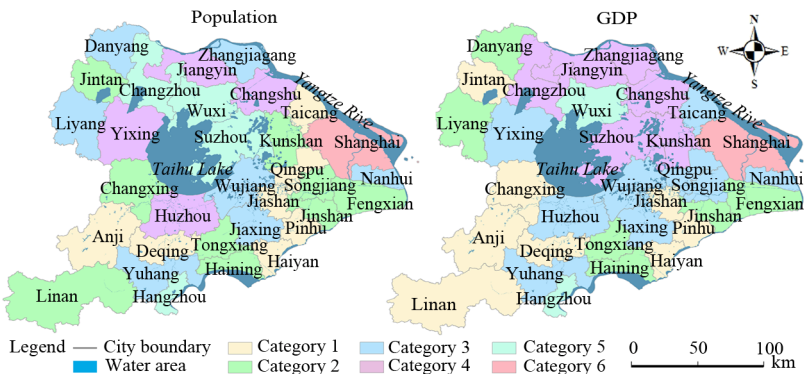 Population
Danyang
Zhangjiagang
Jiangyin
Jintan
Changzhou
Changshu
Yangtze Rive
Liyang
Yixing
Wuxi
Taicang
Suzhou
Kunshan
Shanghai
Taihu Lake
Qingpu
Nanhui
Changxing
Wujiang
Songjiang
Jiashan
Fengxian
Huzhou
Jinshan
Anji
Jiaxing
Pinhu
Deqing
Tongxiang
Yuhang
Haining
Haiyan
Linan
Hangzhou
GDP
N
W
E
S
Danyang
Zhangjiagang
Jiangyin
Jintan
Changzhou
Changshu
Yangtze Rive
Liyang
Yixing
Wuxi
Taicang
Suzhou
Kunshan
Shanghai
Taihu Lake
Qingpu
Nanhui
Changxing
Wujiang
Songjiang
Jiashan
Fengxian
Huzhou
Jinshan
Anji
Jiaxing
Pinhu
Deqing
Tongxiang
Yuhang
Haining
Haiyan
Linan
Hangzhou
Legend City boundary Category 1 Category 3 Category 5
Water area Category 2 Category 4 Category 6
0 50 100
km